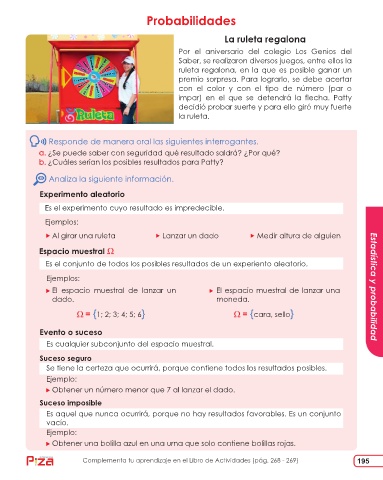 Probabilidades
Ruleta
La ruleta regalona
Por el aniversario del colegio Los Genios del
Saber, se realizaron diversos juegos, entre ellos la
ruleta regalona, en la que es posible ganar un
premio sorpresa. Para lograrlo, se debe acertar
con el color y con el tipo de número (par o
impar) en el que se detendrá la flecha. Patty
decidió probar suerte y para ello giró muy fuerte
la ruleta.
Responde de manera oral las siguientes interrogantes.
a. ¿Se puede saber con seguridad qué resultado saldrá? ¿Por qué?
b. ¿Cuáles serían los posibles resultados para Patty?
Analiza la siguiente información.
Experimento aleatorio
Es el experimento cuyo resultado es impredecible.
Ejemplos:
▶ Al girar una ruleta ▶ Lanzar un dado ▶ Medir altura de alguien
Espacio muestral Ω
Es el conjunto de todos los posibles resultados de un experiento aleatorio.
Ejemplos:
▶ El espacio muestral de lanzar un
dado.
Ω = {1; 2; 3; 4; 5; 6}
▶ El espacio muestral de lanzar una
moneda.
Ω = {cara, sello}
Evento o suceso
Es cualquier subconjunto del espacio muestral.
Suceso seguro
Se tiene la certeza que ocurrirá, porque contiene todos los resultados posibles.
Ejemplo:
▶ Obtener un número menor que 7 al lanzar el dado.
Suceso imposible
Es aquel que nunca ocurrirá, porque no hay resultados favorables. Es un conjunto
vacío.
Ejemplo:
▶ Obtener una bolilla azul en una urna que solo contiene bolillas rojas.
Estadística y probabilidad
Pizza
Complementa tu aprendizaje en el Libro de Actividades (pág. 268 - 269)
195